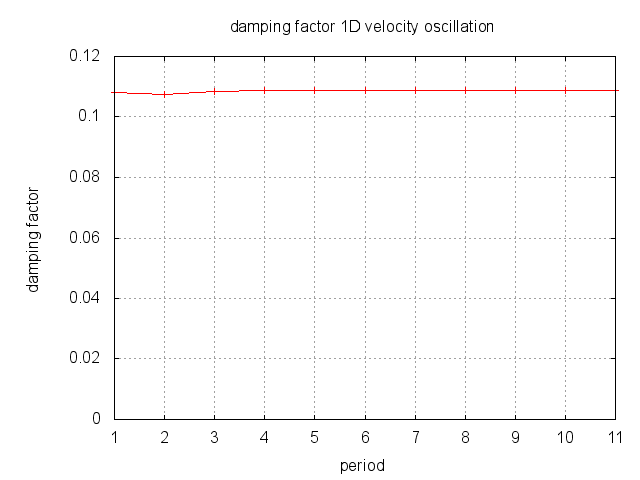 damping factor 1D velocity oscillation
0.12
0.1
0.08
0.06
0.04
0.02
0
damping factor
1 2 3 4 5 6 7 8 9 10 11
period